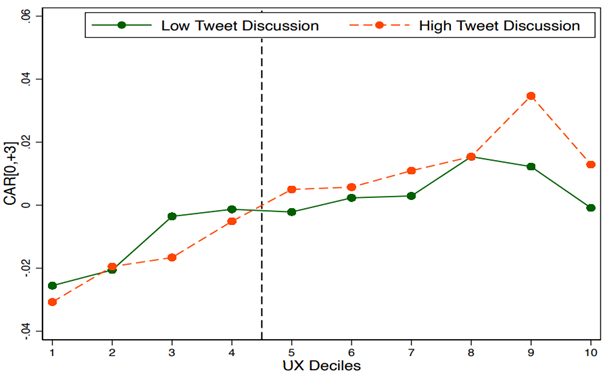 Low Tweet Discussion High Tweet Discussion
.06
.04
.02
0
-.02
-.04
CAR[0,+3]
1 2 3 4 5 6 7 8 9 10
UX Deciles